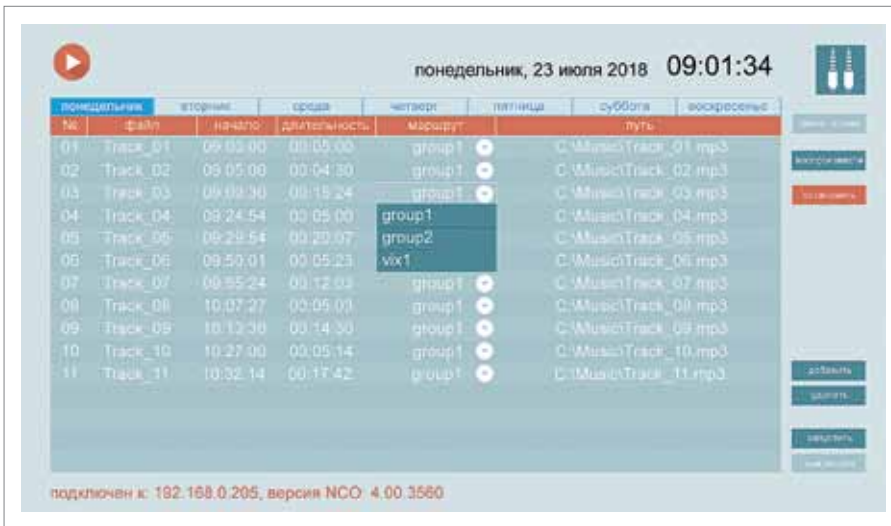 понедельник, 23 июля 2018 09:01:34
понедельник вторник среда четверг пятница суббота воскресенье
№ файл начало длительность маршрут путь
01 Track_01 09:00:00 00:05:00 group1 C:\Music\Track_01.mp3
воспроизвести
02 Track_02 09:05:00 00:04:30 group1 C:\Music\Track_02.mp3
03 Track_03 09:09:30 00:15:24 group1 C:\Music\Track_03.mp3
остановить
04 Track_04 09:24:54 00:05:00 group1 C:\Music\Track_04.mp3
05 Track_05 09:29:54 00:20:07 group2 C:\Music\Track_05.mp3
06 Track_06 09:50:01 00:05:23 vix1 C:\Music\Track_06.mp3
07 Track_07 09:55:24 00:12:03 group1 C:\Music\Track_07.mp3
08 Track_08 10:07:27 00:05:03 group1 C:\Music\Track_08.mp3
09 Track_09 10:13:30 00:14:30 group1 C:\Music\Track_09.mp3
10 Track_10 10:27:00 00:05:14 group1 C:\Music\Track_10.mp3
11 Track_11 10:32:14 00:17:42 group1 C:\Music\Track_11.mp3
добавить
удалить
запустить
подключен к: 192.168.0.205, версия NCO: 4.00.3560